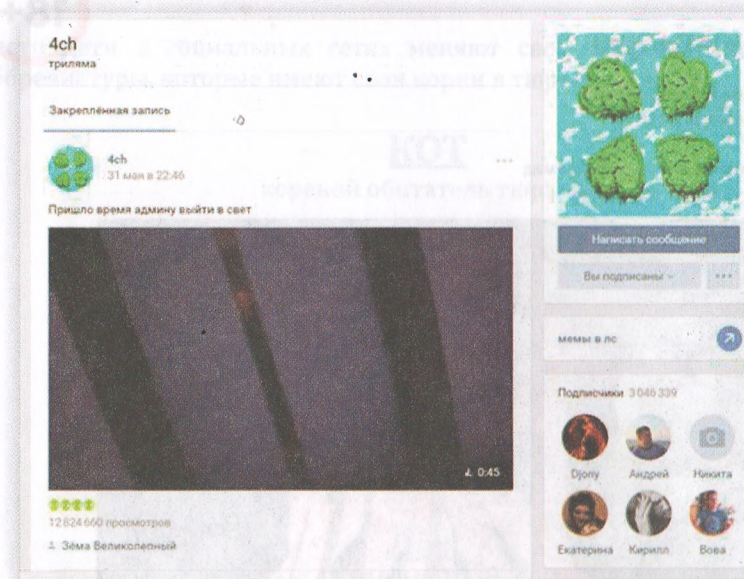 4ch
триляма
Закреплённая запись
4ch
31 мая в 22:46
Пришло время админу выйти в свет
0:45
12 824 660 просмотров
Зёма Великолепный
Написать сообщение
Вы подписаны
мемы в лс
Подписчики 3 046 339
Djony Андрей Никита
Екатерина Кирилл Вова
КОТ